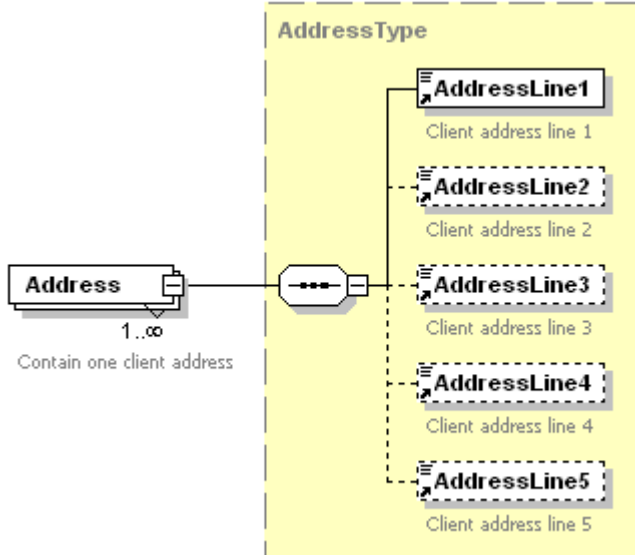 AddressType
AddressLine1
Client address line 1
AddressLine2
Client address line 2
Address
1..∞
Contain one client address
AddressLine3
Client address line 3
AddressLine4
Client address line 4
AddressLine5
Client address line 5